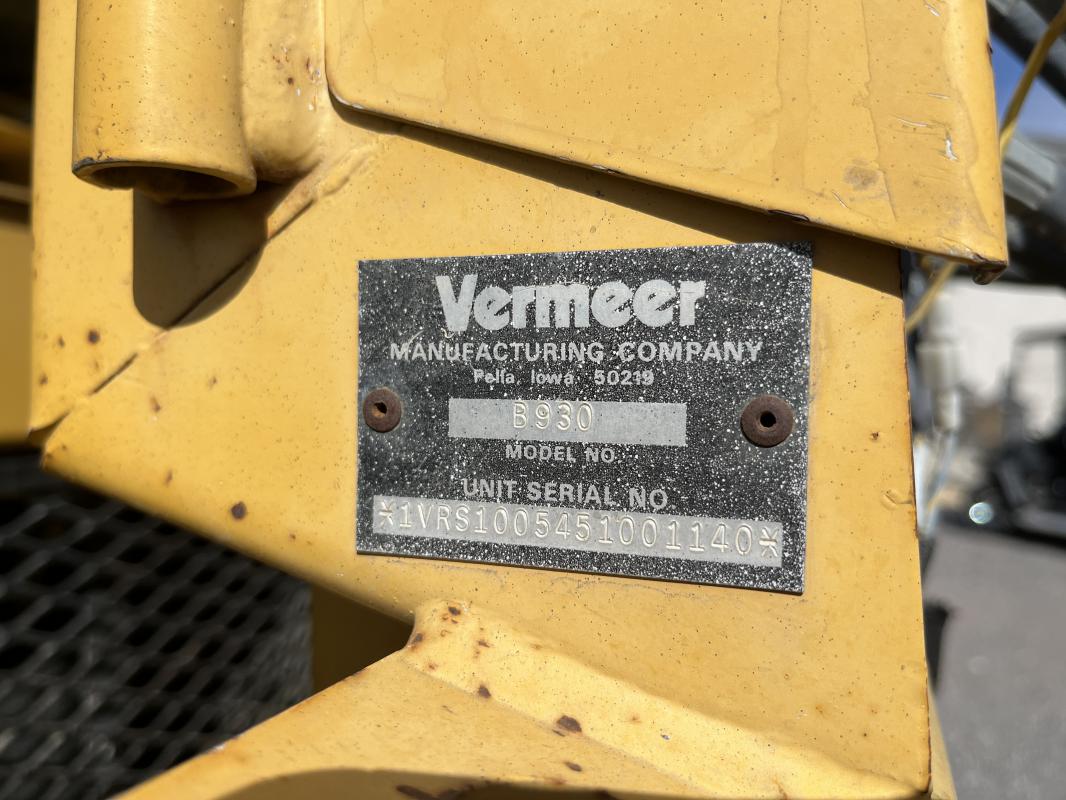 Vermeer
MANUFACTURING COMPANY
Pella, Iowa 50219
B930
MODEL NO.
UNIT SERIAL NO
*1VRS1005451001140*